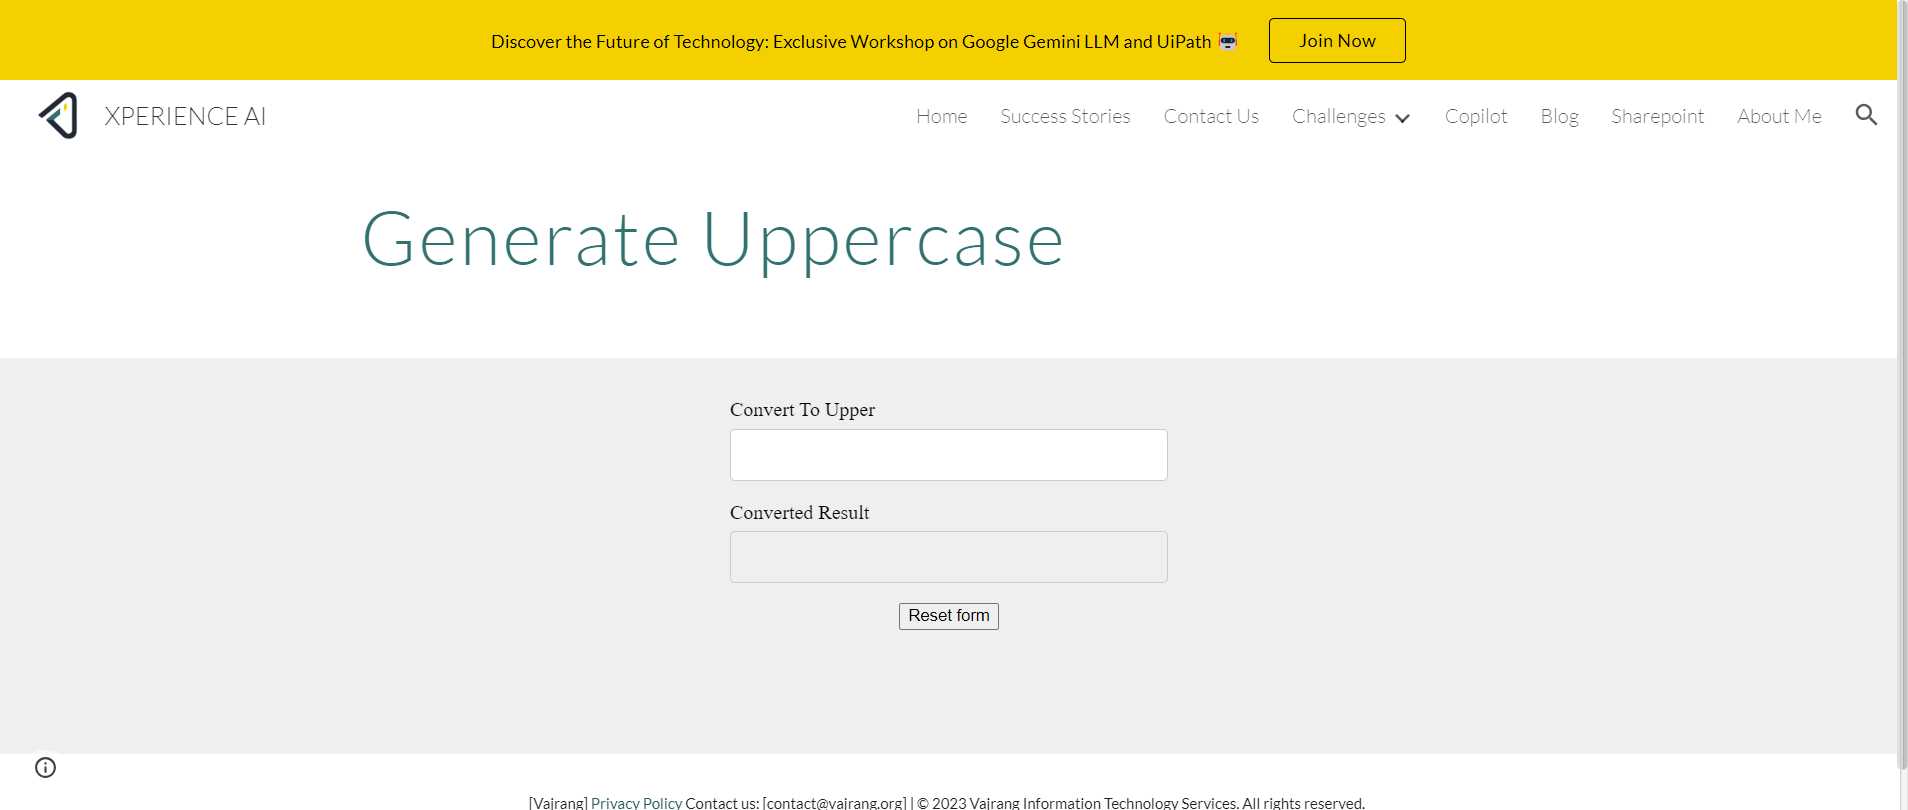 Discover the Future of Technology: Exclusive Workshop on Google Gemini LLM and UiPath Join Now
XPERIENCE AI Home Success Stories Contact Us Challenges Copilot Blog Sharepoint About Me
Generate Uppercase
Convert To Upper
Converted Result
Reset form
[Vajrang] Privacy Policy Contact us: [contact@vajrang.org] | © 2023 Vajrang Information Technology Services. All rights reserved.